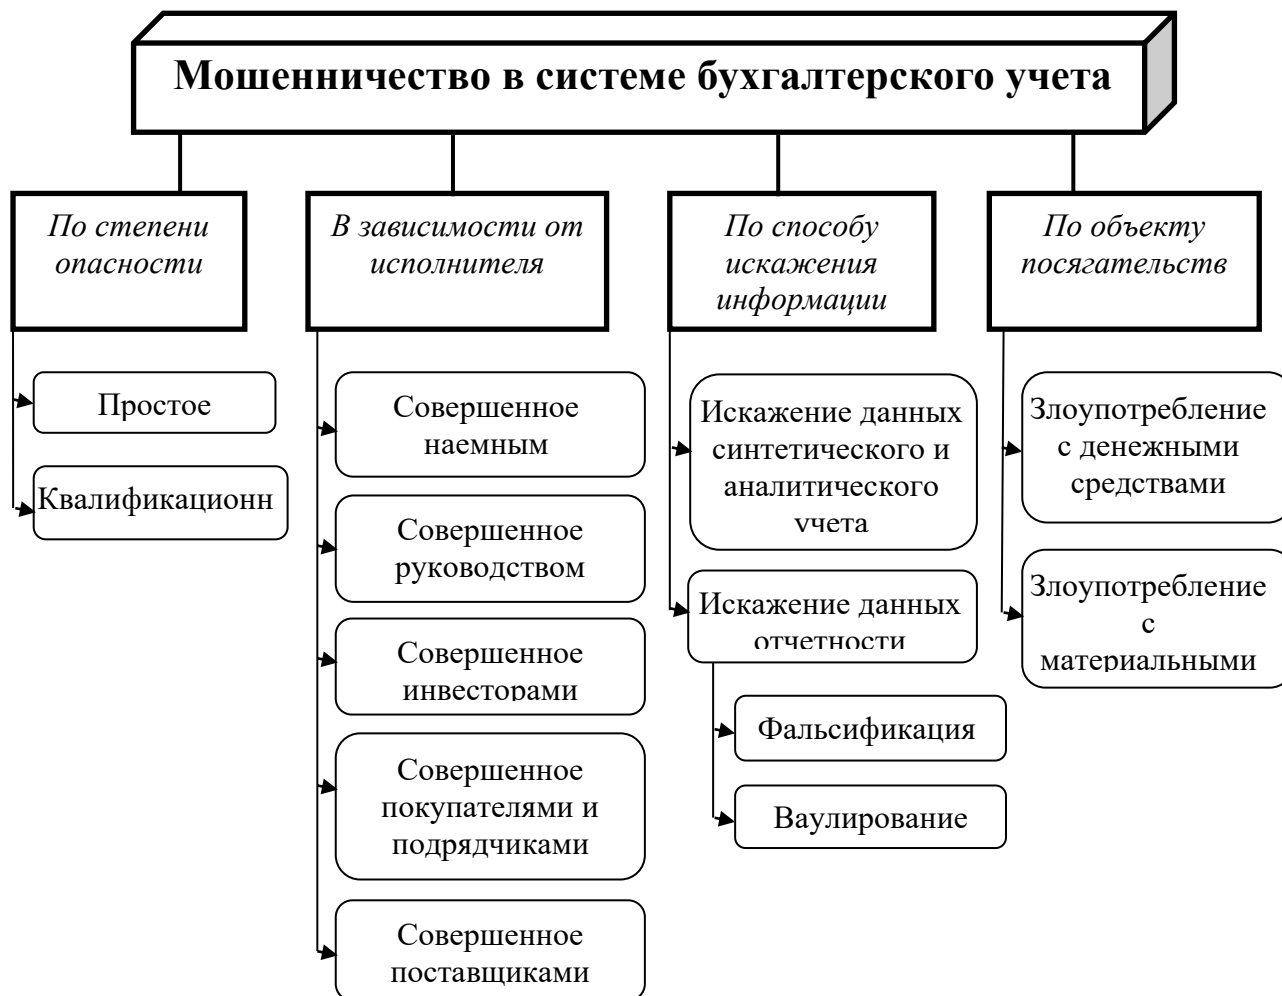 Мошенничество в системе бухгалтерского учета
По степени
опасности
Простое
Квалификационн
В зависимости от
исполнителя
Совершенное
наемным
Совершенное
руководством
Совершенное
инвесторами
Совершенное
покупателями и
подрядчиками
Совершенное
поставщиками
По способу
искажения
информации
Искажение данных
синтетического и
аналитического
учета
Искажение данных
отчетности
Фальсификация
Ваулирование
По объекту
посягательств
Злоупотребление
с денежными
средствами
Злоупотребление
с
материальными